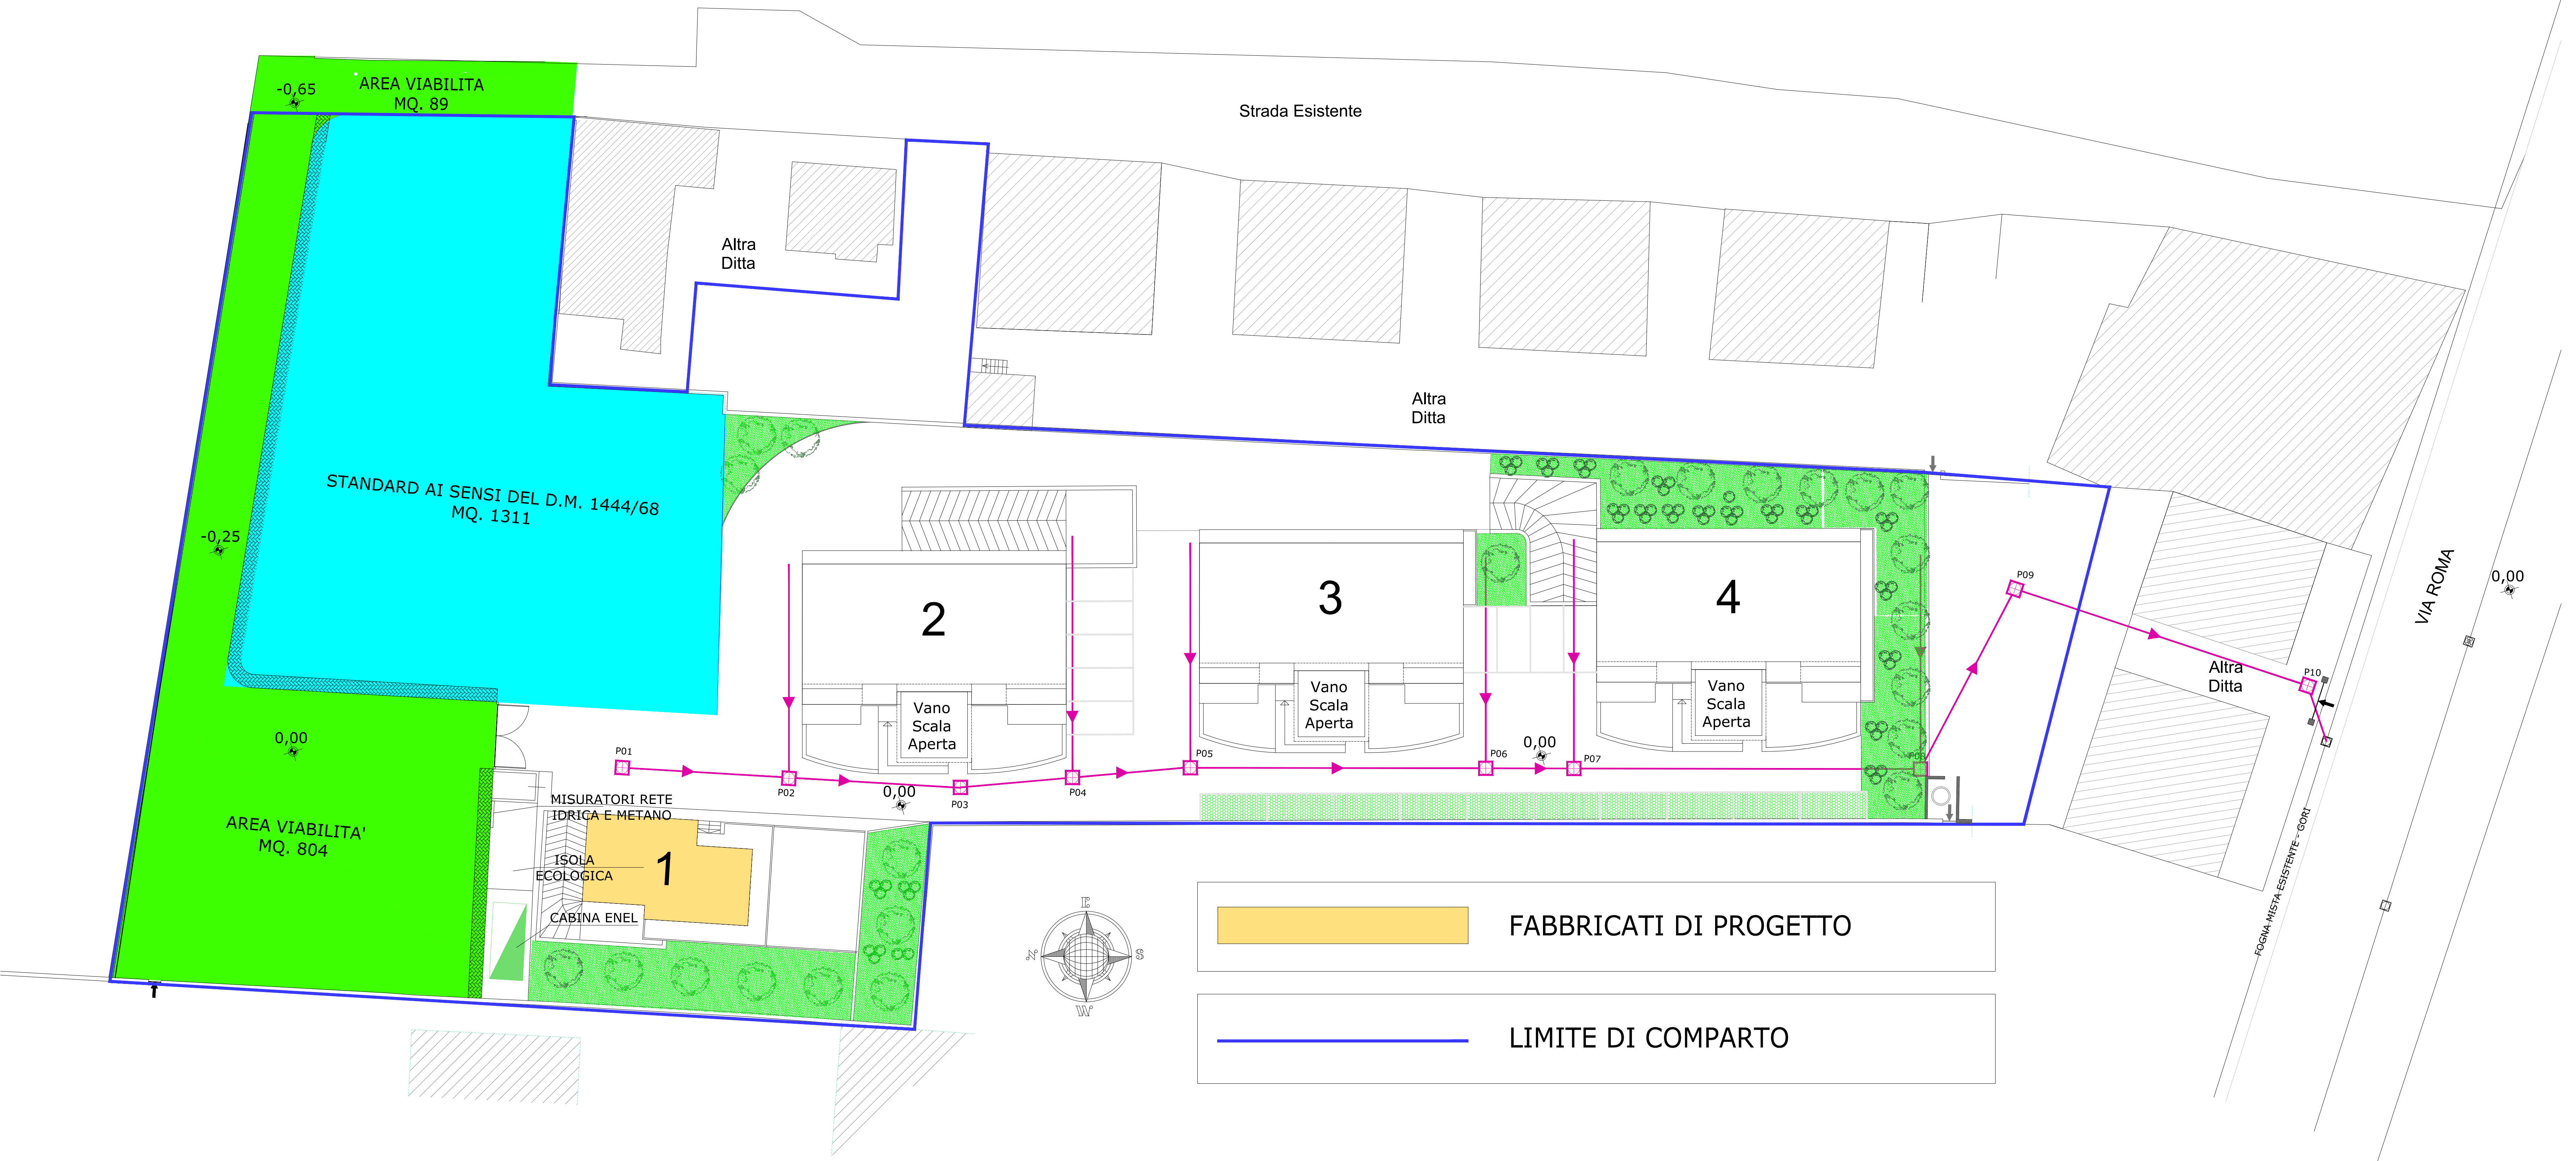 AREA VIABILITA
MQ. 89
-0,65
Strada Esistente
Altra
Ditta
Altra
Ditta
STANDARD AI SENSI DEL D.M. 1444/68
MQ. 1311
-0,25
2
3
4
P09
VIA ROMA
0,00
Vano
Scala
Aperta
Vano
Scala
Aperta
Vano
Scala
Aperta
Altra
Ditta
P10
0,00
P01
P02
P03
P04
P05
P06
0,00
P07
P08
0,00
MISURATORI RETE
IDRICA E METANO
AREA VIABILITA'
MQ. 804
ISOLA
ECOLOGICA
1
CABINA ENEL
FOGNA MISTA ESISTENTE - GORI
E
N
S
W
FABBRICATI DI PROGETTO
LIMITE DI COMPARTO